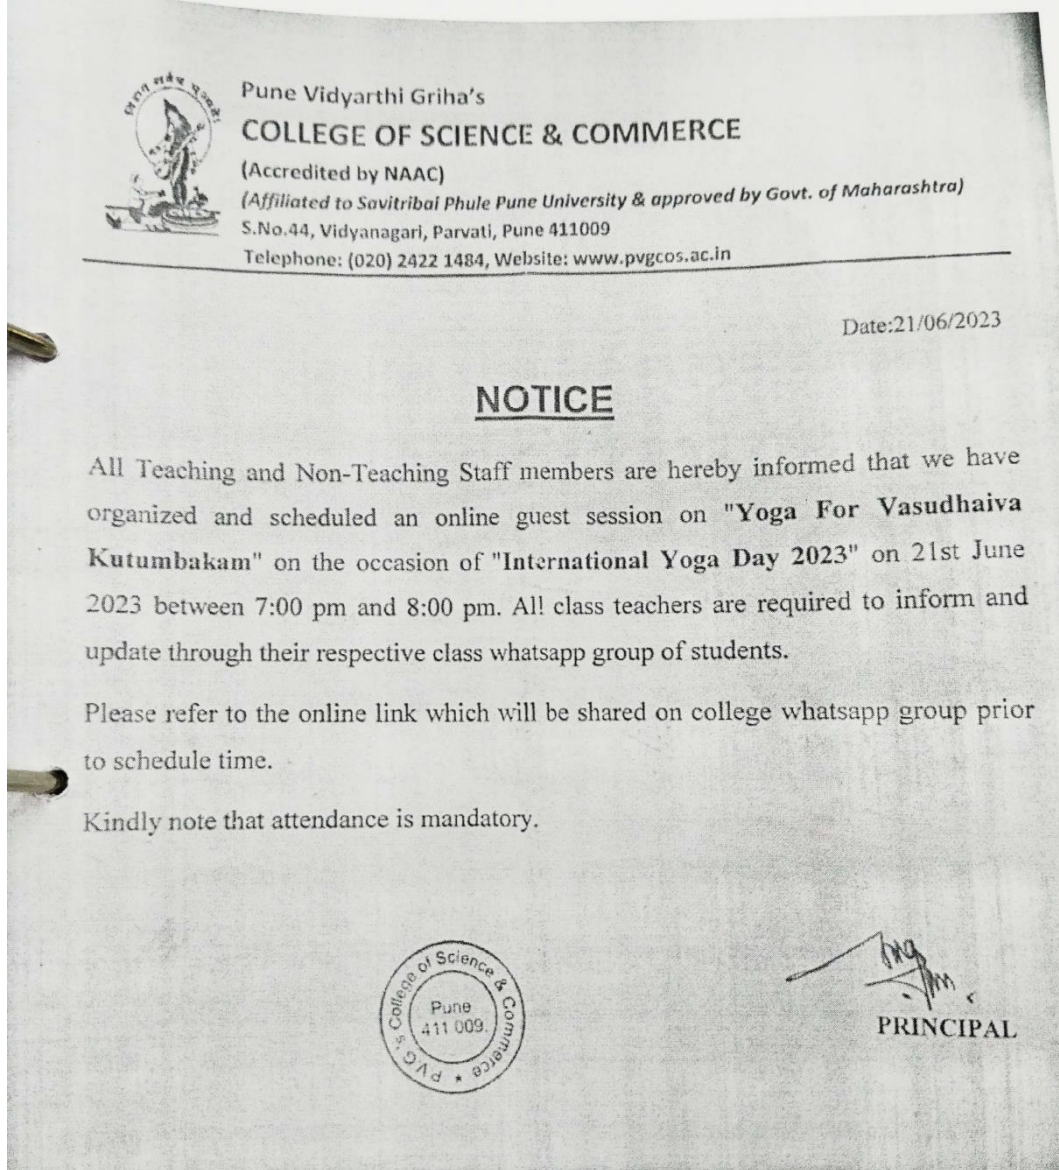 Pune Vidyarthi Griha's
COLLEGE OF SCIENCE & COMMERCE
(Accredited by NAAC)
(Affiliated to Savitribai Phule Pune University & approved by Govt. of Maharashtra)
S.No.44, Vidyanagari, Parvati, Pune 411009
Telephone: (020) 2422 1484, Website: www.pvgcos.ac.in
Date:21/06/2023
NOTICE
All Teaching and Non-Teaching Staff members are hereby informed that we have
organized and scheduled an online guest session on "Yoga For Vasudhaiva
Kutumbakam" on the occasion of "International Yoga Day 2023" on 21st June
2023 between 7:00 pm and 8:00 pm. All class teachers are required to inform and
update through their respective class whatsapp group of students.
Please refer to the online link which will be shared on college whatsapp group prior
to schedule time.
Kindly note that attendance is mandatory.
P.V.G's College of Science & Commerce
Pune
411 009.
PRINCIPAL